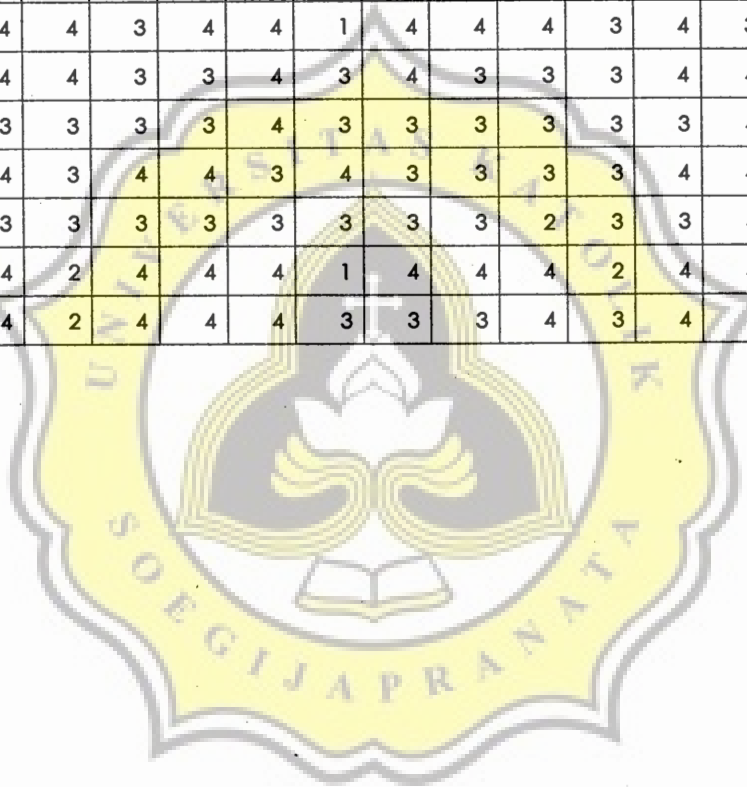 4 4 3 4 4 1 4 4 4 3 4
4 4 3 3 4 3 4 3 3 3 4
3 3 3 3 4 3 3 3 3 3 3
4 3 4 4 3 4 3 3 3 3 4
3 3 3 3 3 3 3 3 2 3 3
4 2 4 4 4 1 4 4 4 2 4
4 2 4 4 4 3 3 3 4 3 4
UNIVERSITAS KATOLIK
SOEGIJAPRANATA